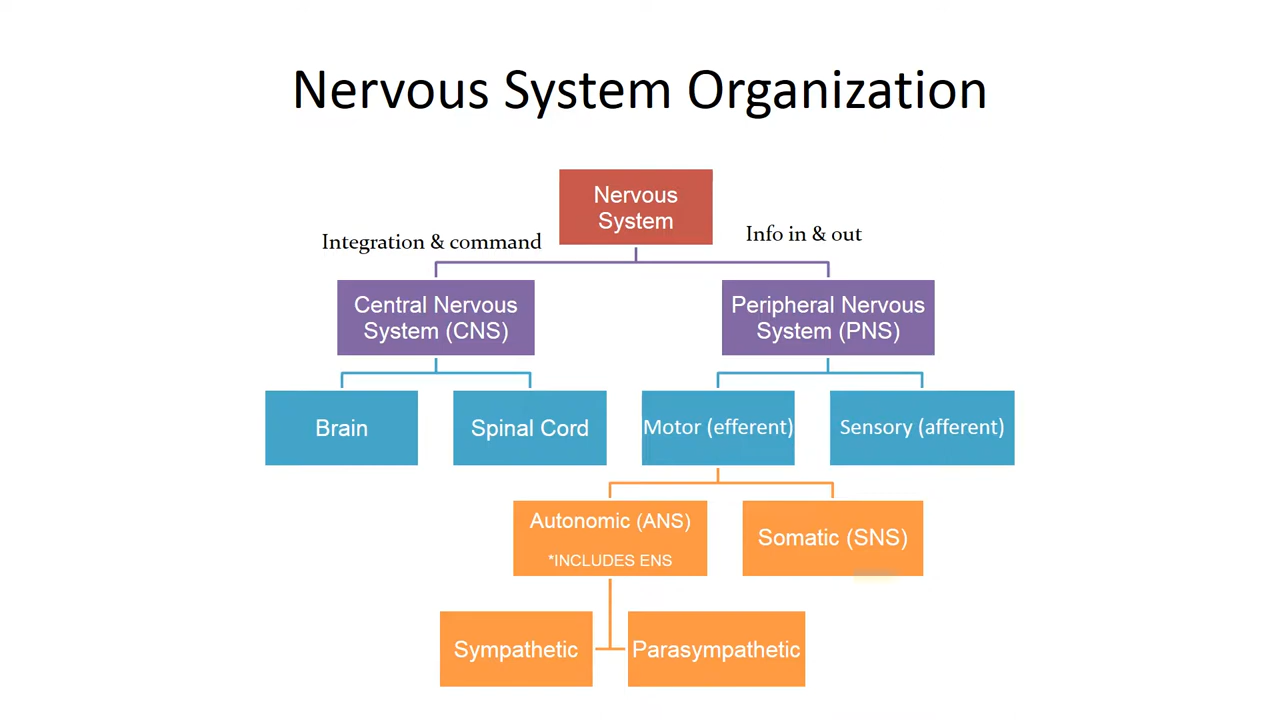 Nervous System Organization
Nervous
System
Integration & command
Info in & out
Central Nervous
System (CNS)
Peripheral Nervous
System (PNS)
Brain
Spinal Cord
Motor (efferent)
Sensory (afferent)
Autonomic (ANS)
*INCLUDES ENS
Somatic (SNS)
Sympathetic
Parasympathetic